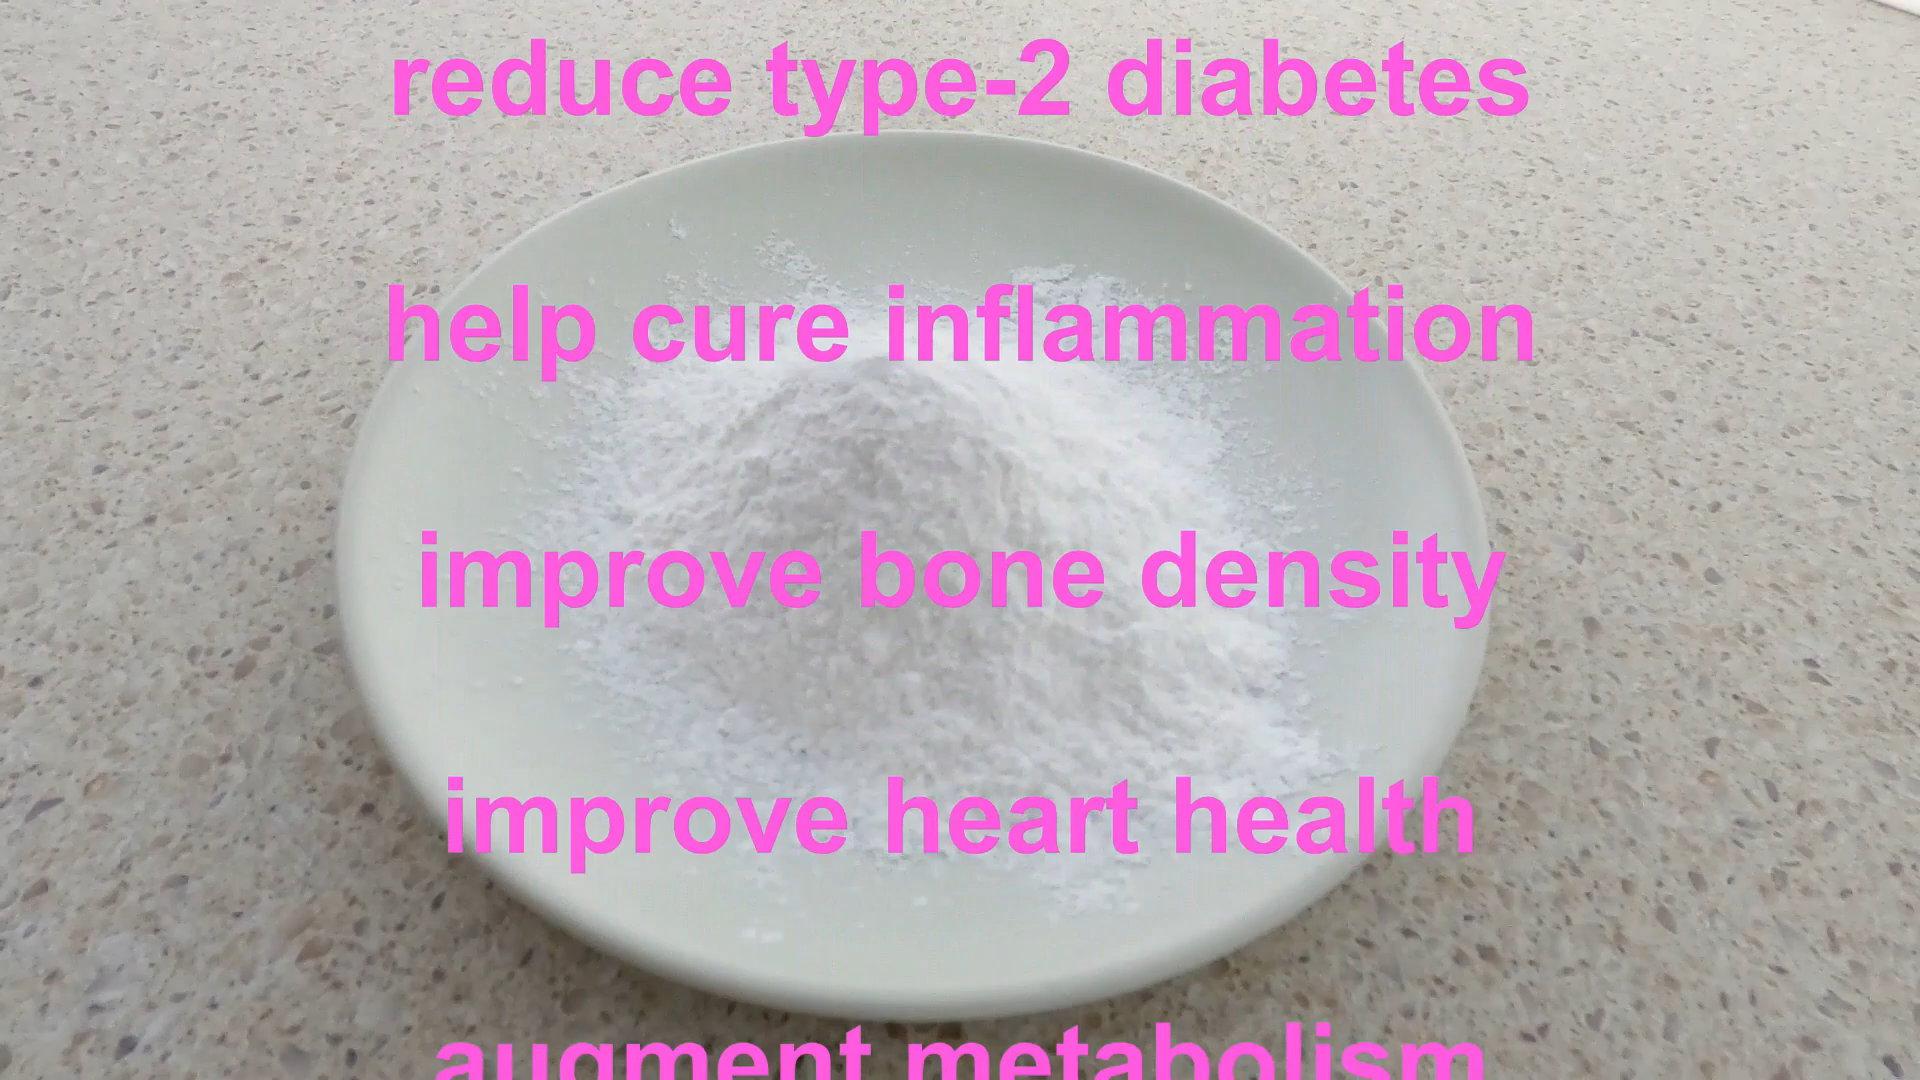 reduce type-2 diabetes
help cure inflammation
improve bone density
improve heart health
augment metabolism